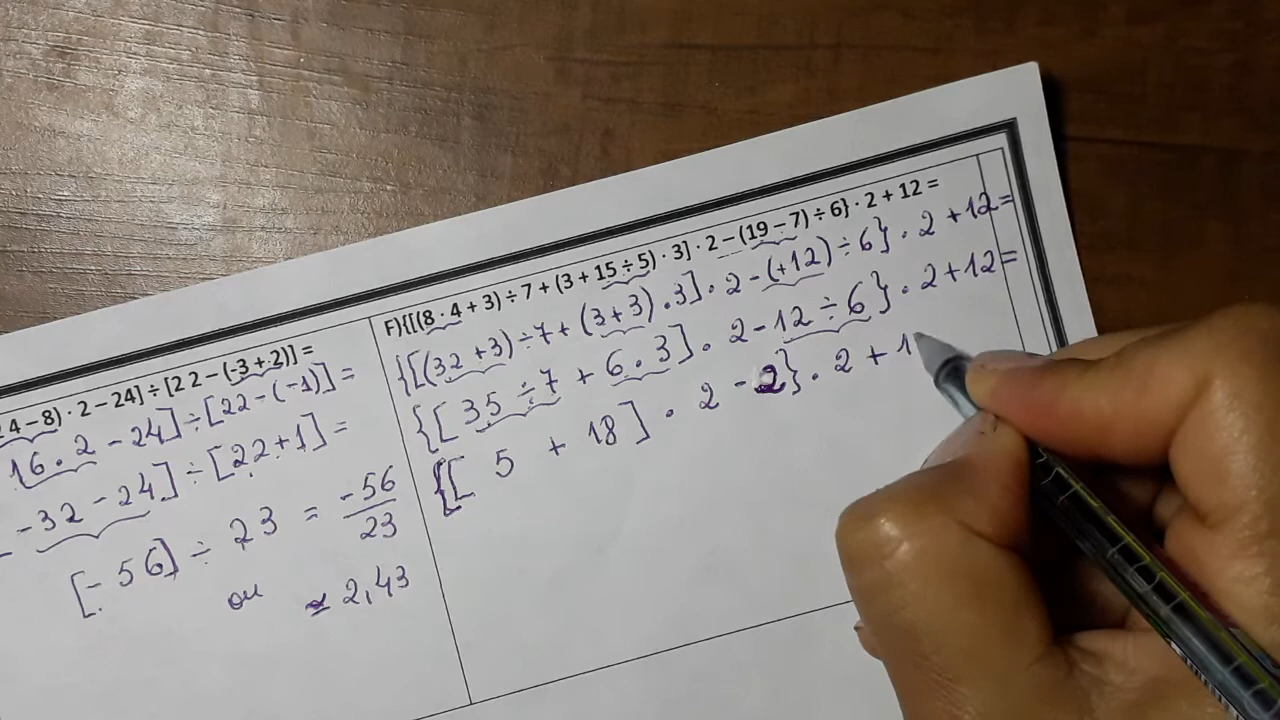 4 – 8) · 2 – 24] ÷ [2 2 – (-3 + 2)] =
16 . 2 - 24] ÷ [22 - (-1)] =
- 32 - 24] ÷ [22 + 1] =
[- 56] ÷ 23 = -56/23
ou ≃ 2,43
F){[(8 · 4 + 3) ÷ 7 + (3 + 15 ÷ 5) · 3] · 2 – (19 – 7) ÷ 6} · 2 + 12 =
{[(32 + 3) ÷ 7 + (3+3) . 3] . 2 - (+12) ÷ 6} . 2 + 12 =
{[ 35 ÷ 7 + 6 . 3] . 2 - 12 ÷ 6} . 2 + 12 =
{[ 5 + 18] . 2 - 2} . 2 + 1